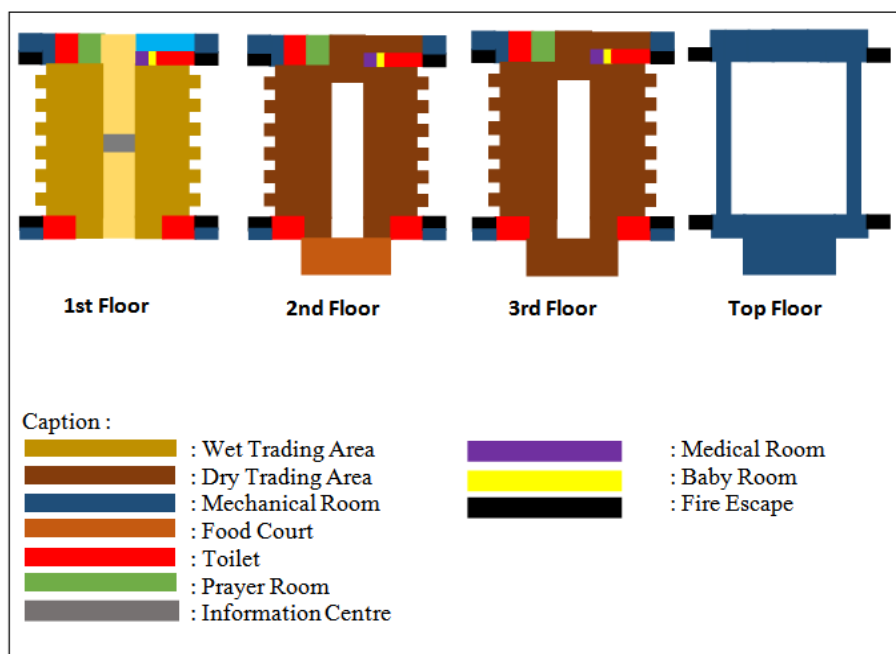 1st Floor
2nd Floor
3rd Floor
Top Floor
Caption :
: Wet Trading Area
: Dry Trading Area
: Mechanical Room
: Food Court
: Toilet
: Prayer Room
: Information Centre
: Medical Room
: Baby Room
: Fire Escape